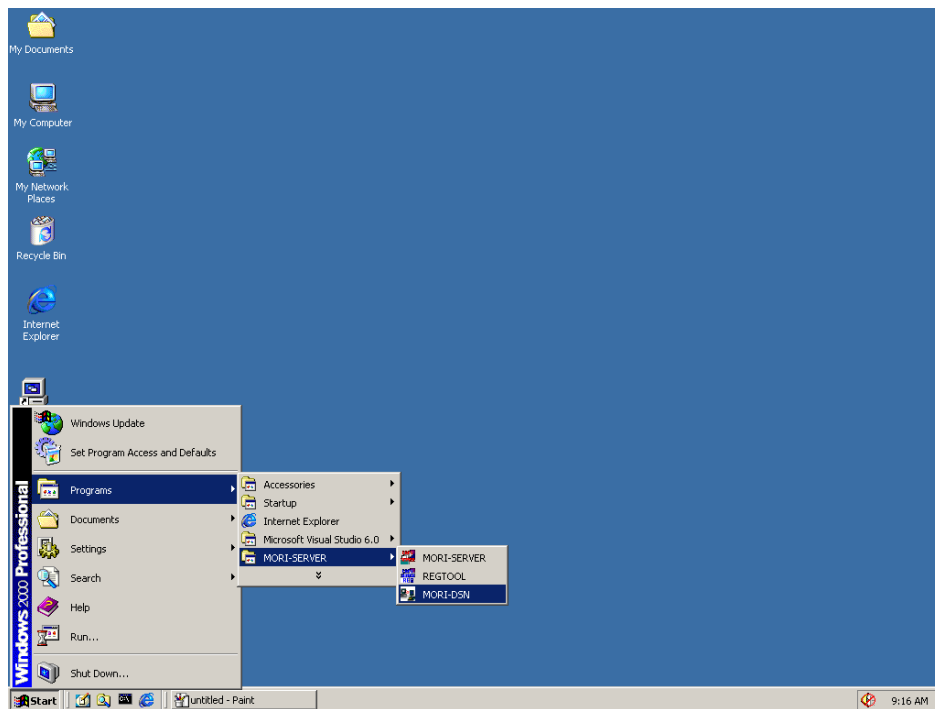 My Documents
My Computer
My Network
Places
Recycle Bin
Internet
Explorer
Windows 2000 Professional
Windows Update
Set Program Access and Defaults
Programs
Documents
Settings
Search
Help
Run...
Shut Down...
Accessories
Startup
Internet Explorer
Microsoft Visual Studio 6.0
MORI-SERVER
MORI-SERVER
REGTOOL
MORI-DSN
Start
untitled - Paint
9:16 AM